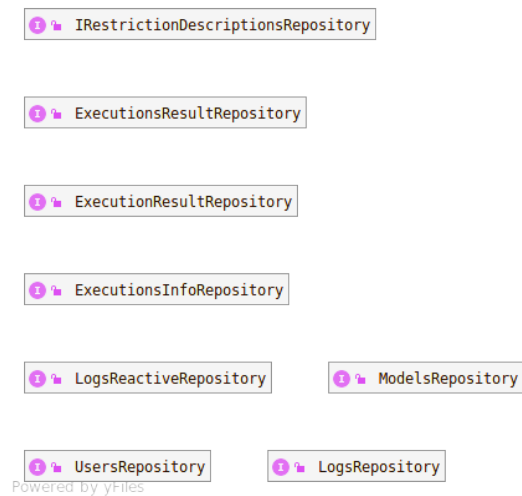 IRestrictionDescriptionsRepository
ExecutionsResultRepository
ExecutionResultRepository
ExecutionsInfoRepository
LogsReactiveRepository ModelsRepository
UsersRepository LogsRepository
Powered by yFiles